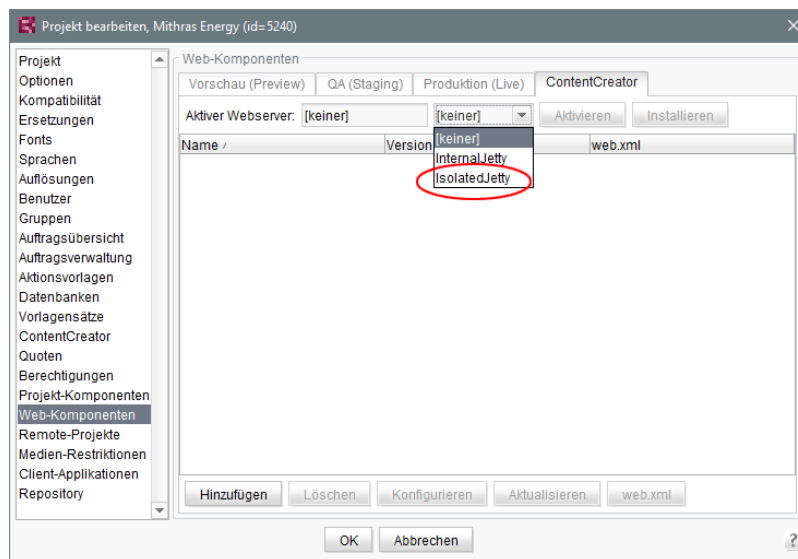 Projekt bearbeiten, Mithras Energy (id=5240)
Projekt
Optionen
Kompatibilität
Ersetzungen
Fonts
Sprachen
Auflösungen
Benutzer
Gruppen
Auftragsübersicht
Auftragsverwaltung
Aktionsvorlagen
Datenbanken
Vorlagensätze
ContentCreator
Quoten
Berechtigungen
Projekt-Komponenten
Web-Komponenten
Remote-Projekte
Medien-Restriktionen
Client-Applikationen
Repository
Web-Komponenten
Vorschau (Preview) QA (Staging) Produktion (Live) ContentCreator
Aktiver Webserver: [keiner] [keiner] Aktivieren Installieren
Name Version web.xml
[keiner]
InternalJetty
IsolatedJetty
Hinzufügen Löschen Konfigurieren Aktualisieren web.xml
OK Abbrechen ?